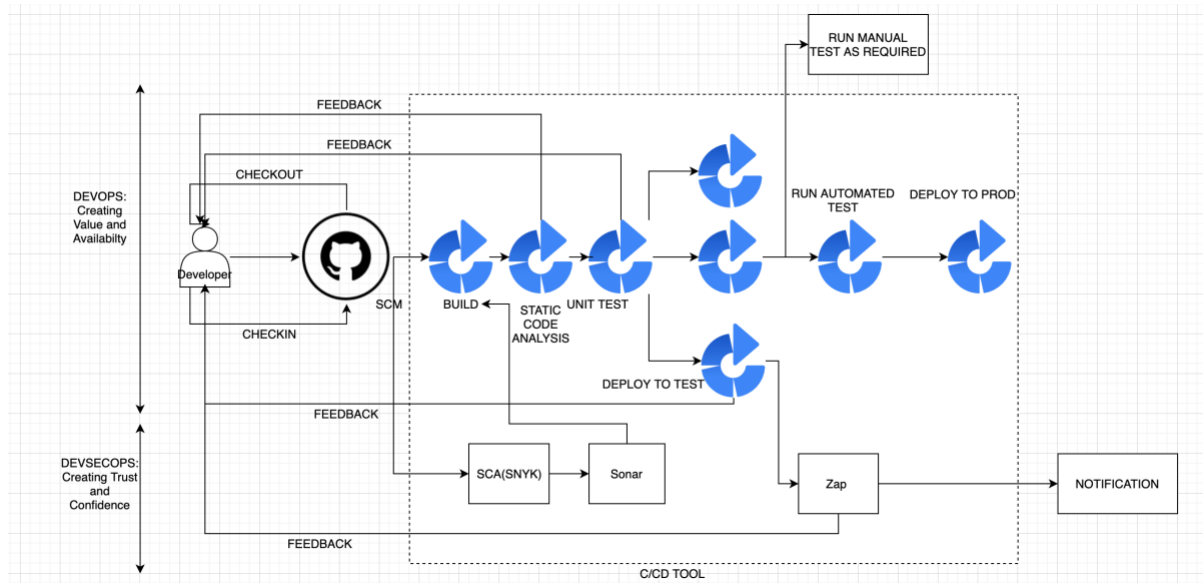 RUN MANUAL
TEST AS REQUIRED
FEEDBACK
FEEDBACK
CHECKOUT
DEVOPS:
Creating
Value and
Availabilty
RUN AUTOMATED
TEST
DEPLOY TO PROD
Developer
SCM
BUILD
STATIC
CODE
ANALYSIS
UNIT TEST
CHECKIN
DEPLOY TO TEST
FEEDBACK
DEVSECOPS:
Creating Trust
and
Confidence
SCA(SNYK)
Sonar
Zap
NOTIFICATION
FEEDBACK
C/CD TOOL